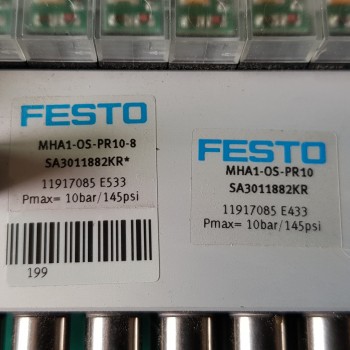 FESTO
MHA1-OS-PR10-8
SA3011882KR*
11917085 E533
Pmax= 10bar/145psi
199
FESTO
MHA1-OS-PR10
SA3011882KR
11917085 E433
Pmax= 10bar/145psi